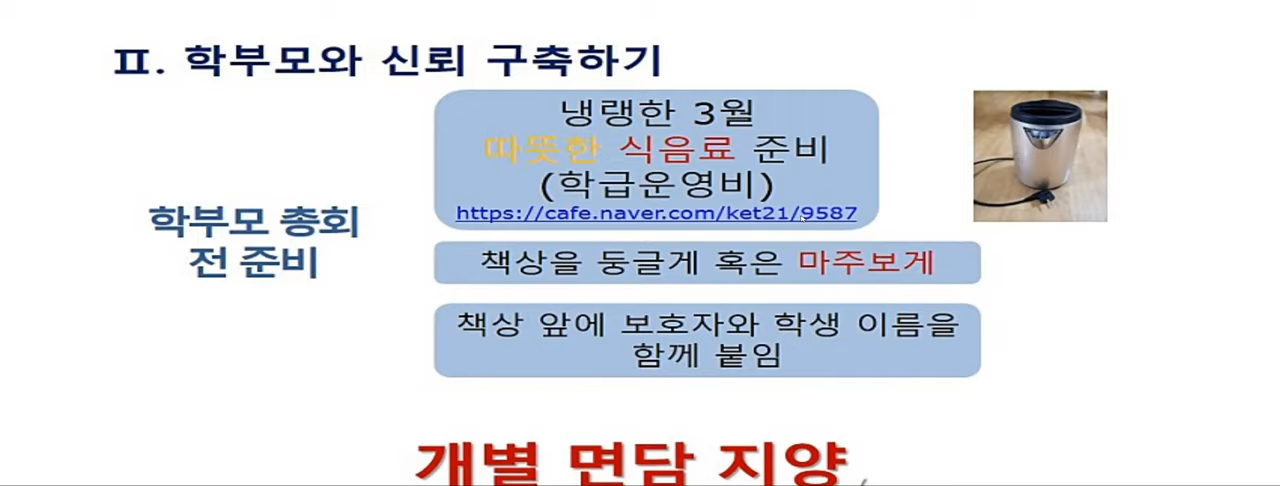 Ⅱ. 학부모와 신뢰 구축하기
냉랭한 3월
따뜻한 식음료 준비
(학급운영비)
https://cafe.naver.com/ket21/9587
학부모 총회
전 준비
책상을 둥글게 혹은 마주보게
책상 앞에 보호자와 학생 이름을
함께 붙임
개별 면담 지양,